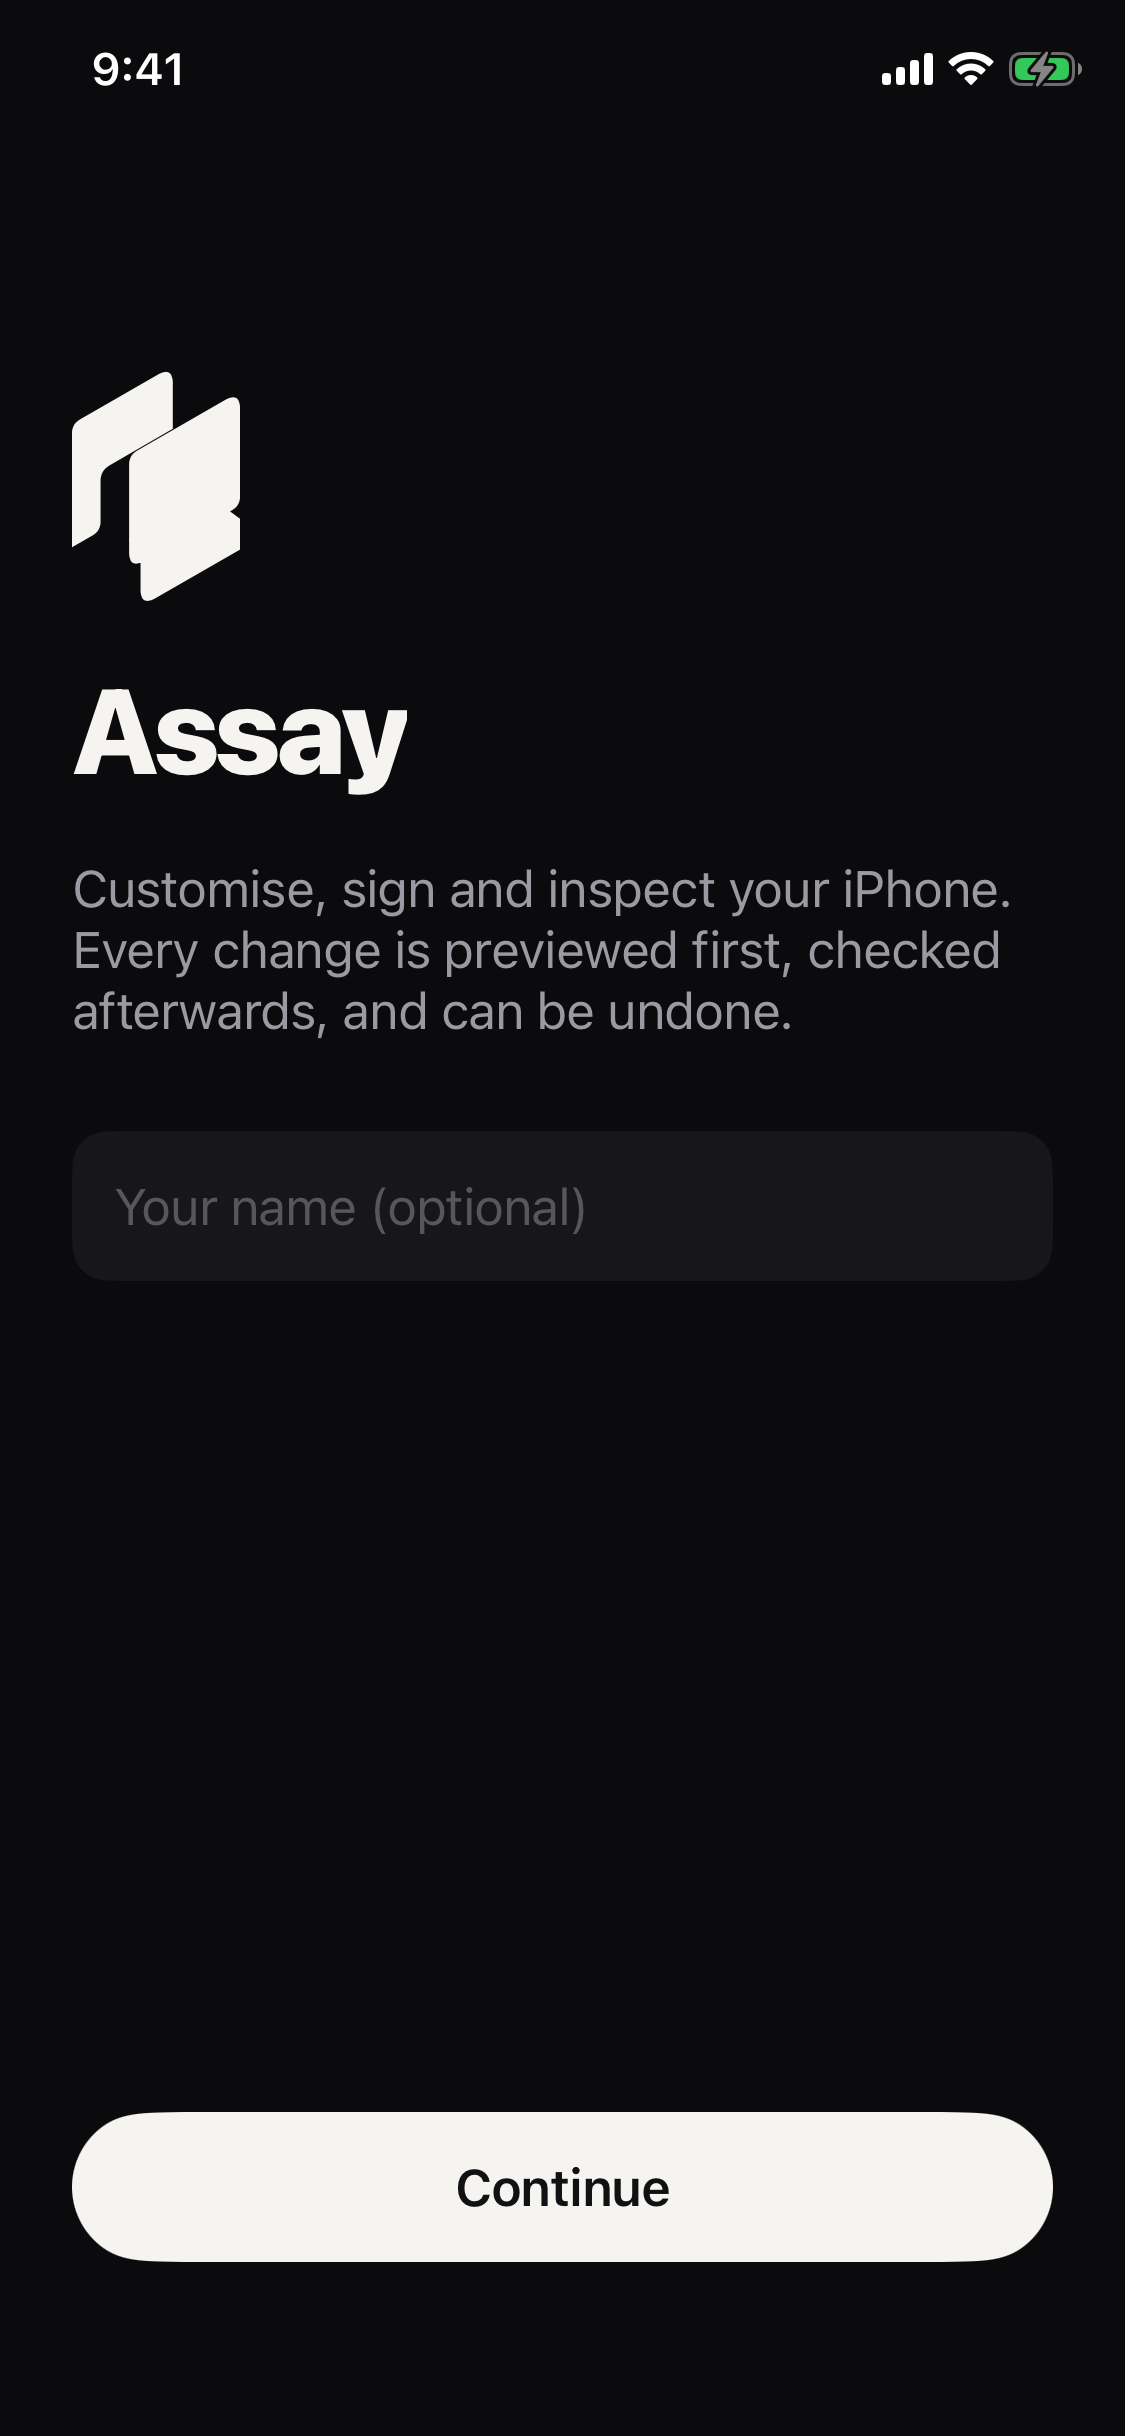 9:41
Assay
Customise, sign and inspect your iPhone.
Every change is previewed first, checked
afterwards, and can be undone.
Your name (optional)
Continue